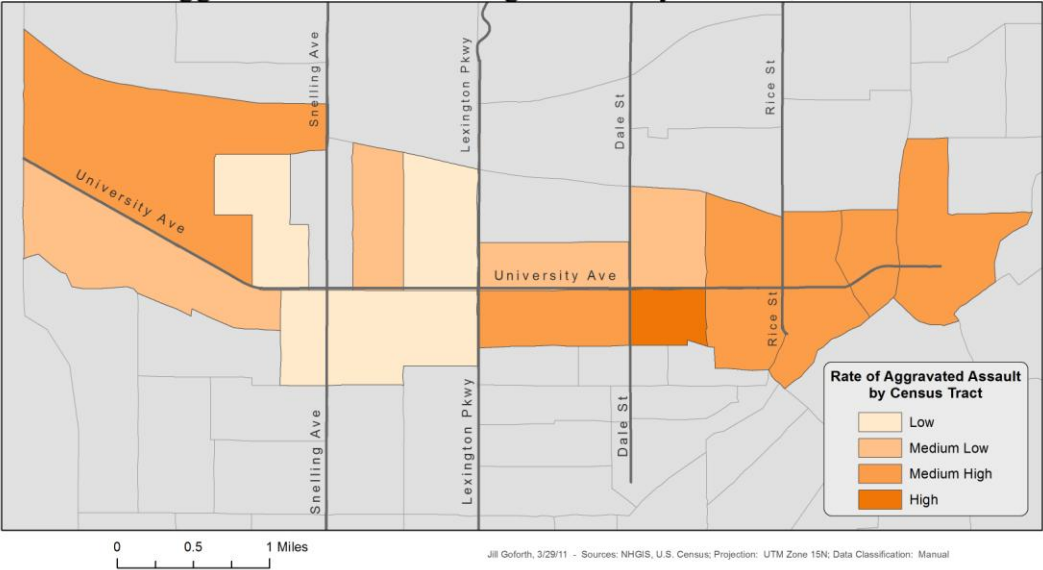 Snelling Ave
Lexington Pkwy
Dale St
Rice St
University Ave
University Ave
Rice St
Snelling Ave
Lexington Pkwy
Dale St
Rate of Aggravated Assault
by Census Tract
Low
Medium Low
Medium High
High
0 0.5 1 Miles
Jill Goforth, 3/29/11 - Sources: NHGIS, U.S. Census; Projection: UTM Zone 15N; Data Classification: Manual